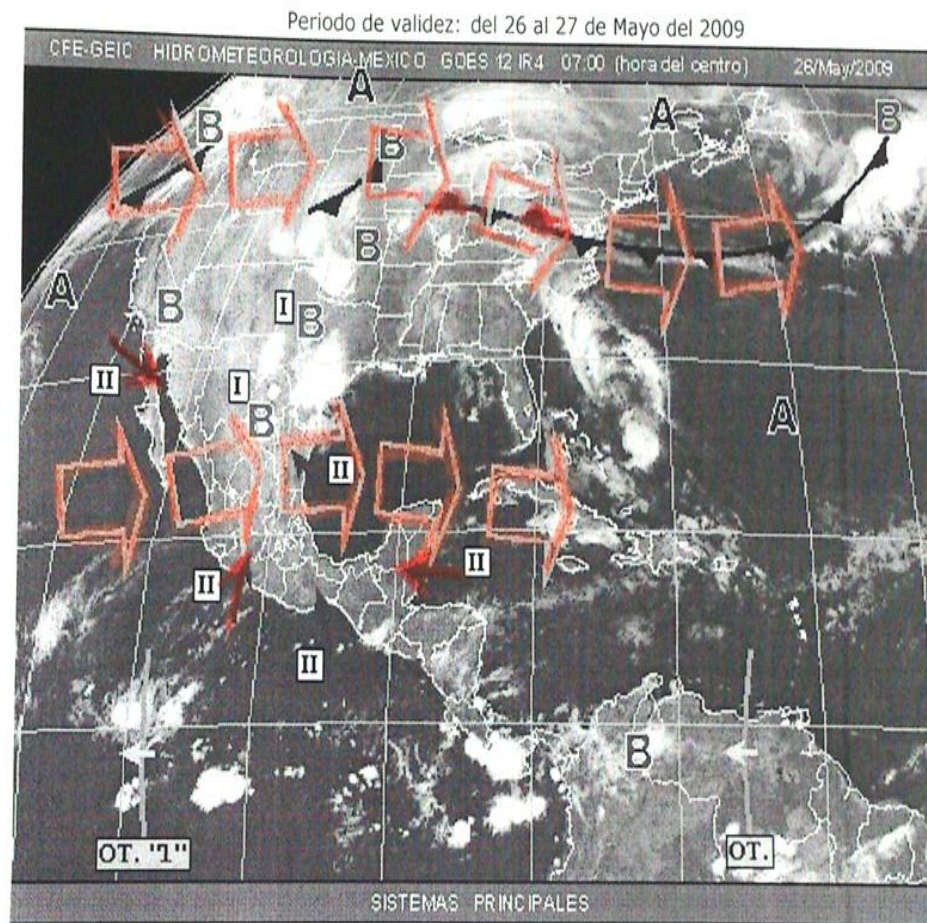 Periodo de validez: del 26 al 27 de Mayo del 2009
CFE-GEIC HIDROMETEOROLOGIA-MEXICO GOES 12 IR4 07:00 (hora del centro) 26/May/2009
A
B
A
B
B
B
A
B
I
B
II
I
B
A
II
II
II
II
B
OT. "1"
OT.
SISTEMAS PRINCIPALES